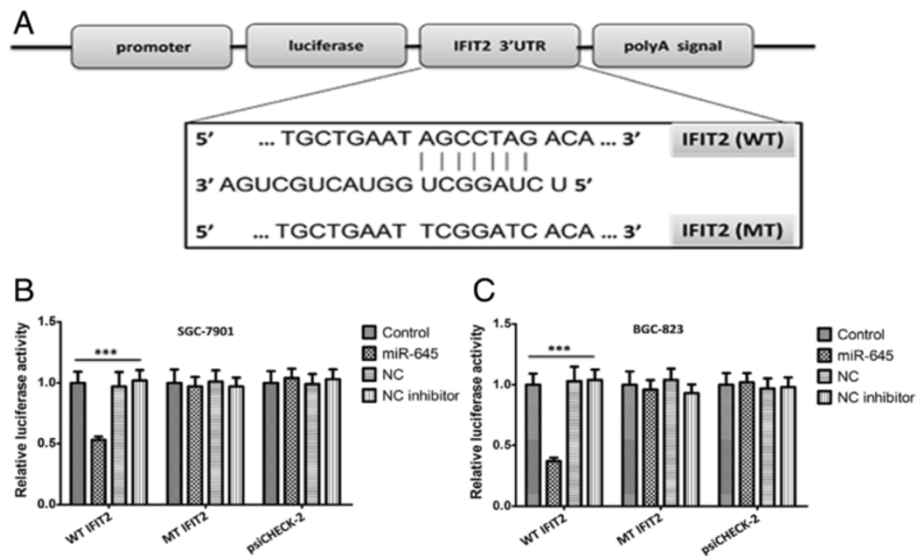 A
promoter
luciferase
IFIT2 3'UTR
polyA signal
5' ... TGCTGAAT AGCCTAG ACA ... 3' IFIT2 (WT)
3' AGUCGUCAUGG UCGGAUC U 5'
5' ... TGCTGAAT TCGGATC ACA ... 3' IFIT2 (MT)
B
SGC-7901
Relative luciferase activity
1.5
1.0
0.5
0.0
***
WT IFIT2
MT IFIT2
psiCHECK-2
Control
miR-645
NC
NC inhibitor
C
BGC-823
Relative luciferase activity
1.5
1.0
0.5
0.0
***
WT IFIT2
MT IFIT2
psiCHECK-2
Control
miR-645
NC
NC inhibitor